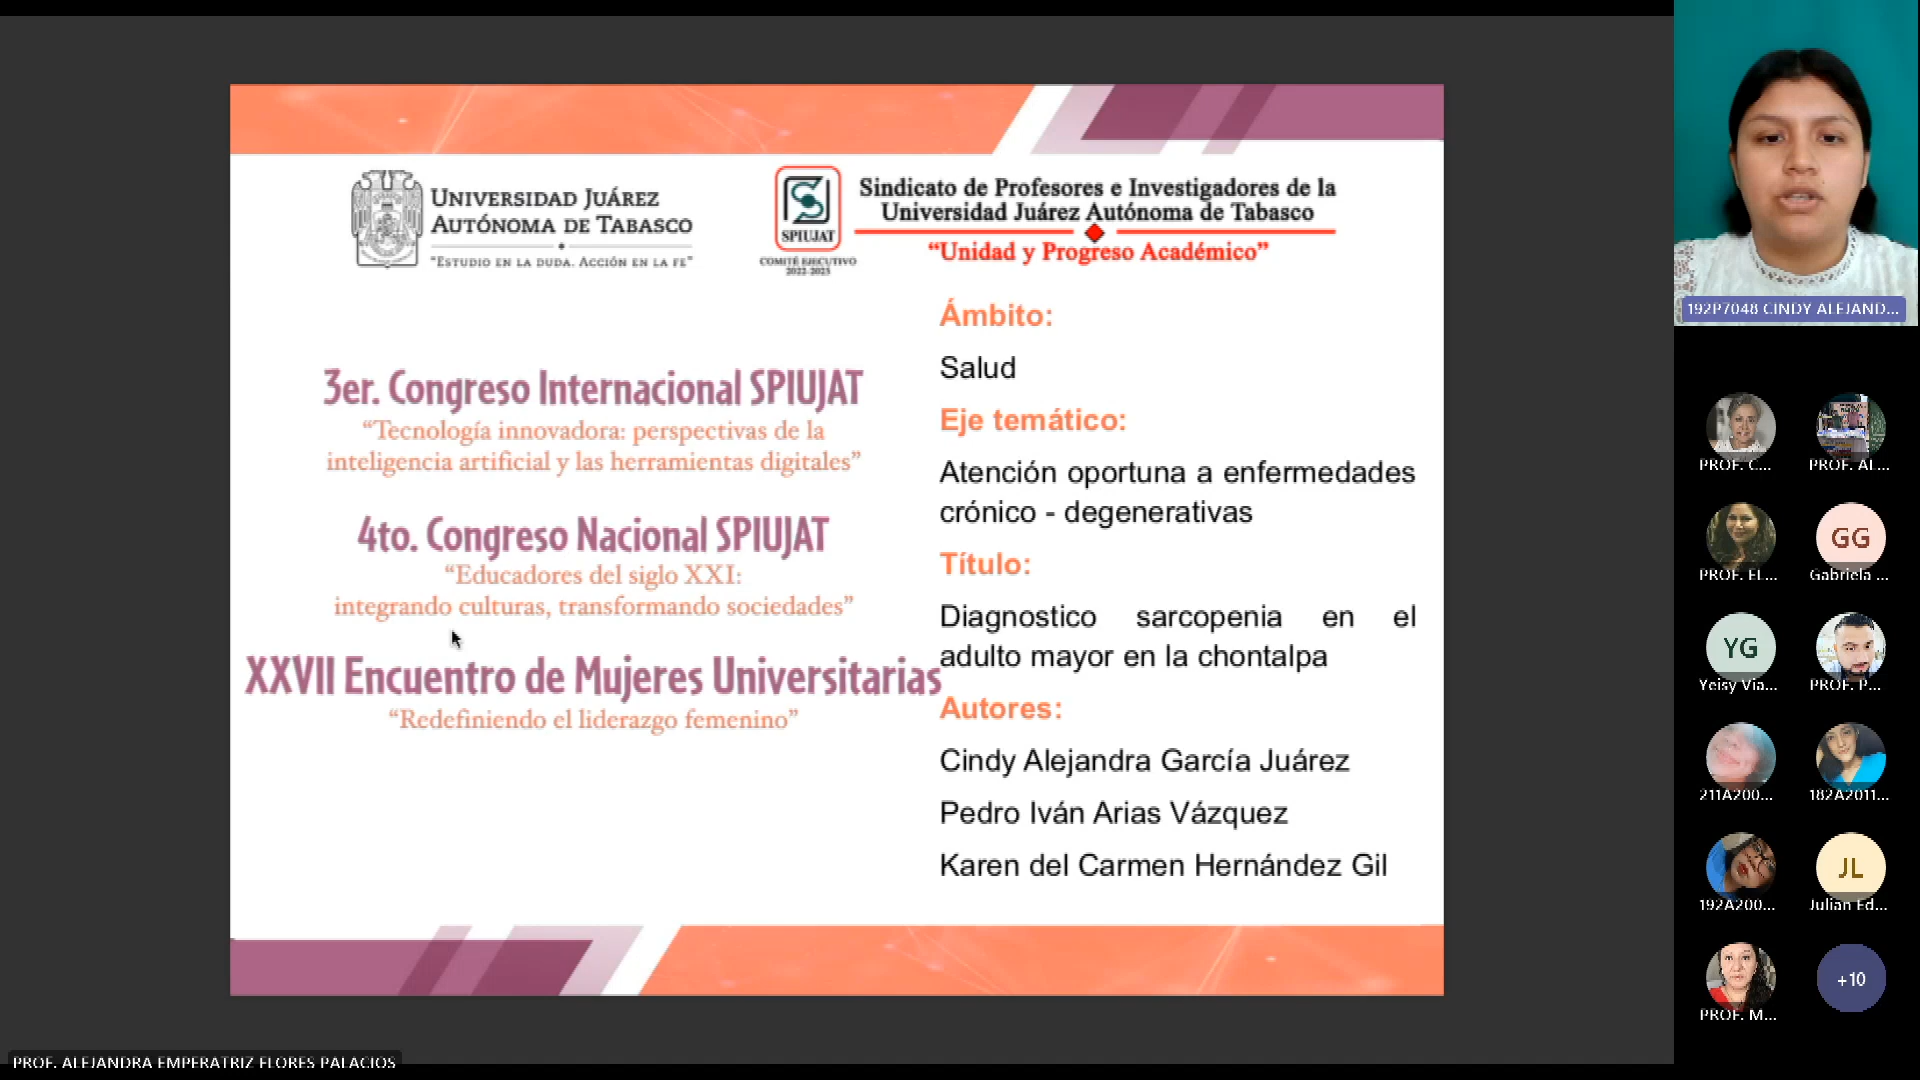 UNIVERSIDAD JUÁREZ
AUTÓNOMA DE TABASCO
"ESTUDIO EN LA DUDA. ACCIÓN EN LA FE"
SPIUJAT
COMITÉ EJECUTIVO
2022-2025
Sindicato de Profesores e Investigadores de la
Universidad Juárez Autónoma de Tabasco
"Unidad y Progreso Académico"
3er. Congreso Internacional SPIUJAT
"Tecnología innovadora: perspectivas de la
inteligencia artificial y las herramientas digitales"
4to. Congreso Nacional SPIUJAT
"Educadores del siglo XXI:
integrando culturas, transformando sociedades"
XXVII Encuentro de Mujeres Universitarias
"Redefiniendo el liderazgo femenino"
Ámbito:
Salud
Eje temático:
Atención oportuna a enfermedades
crónico - degenerativas
Título:
Diagnostico sarcopenia en el
adulto mayor en la chontalpa
Autores:
Cindy Alejandra García Juárez
Pedro Iván Arias Vázquez
Karen del Carmen Hernández Gil
192P7048 CINDY ALEJAND...
PROF. C...
PROF. AL...
PROF. EL...
GG
Gabriela ...
YG
Yeisy Via...
PROF. P...
211A200...
182A2011...
192A200...
JL
Julian Ed...
PROF. M...
+10
PROF. ALEJANDRA EMPERATRIZ FLORES PALACIOS